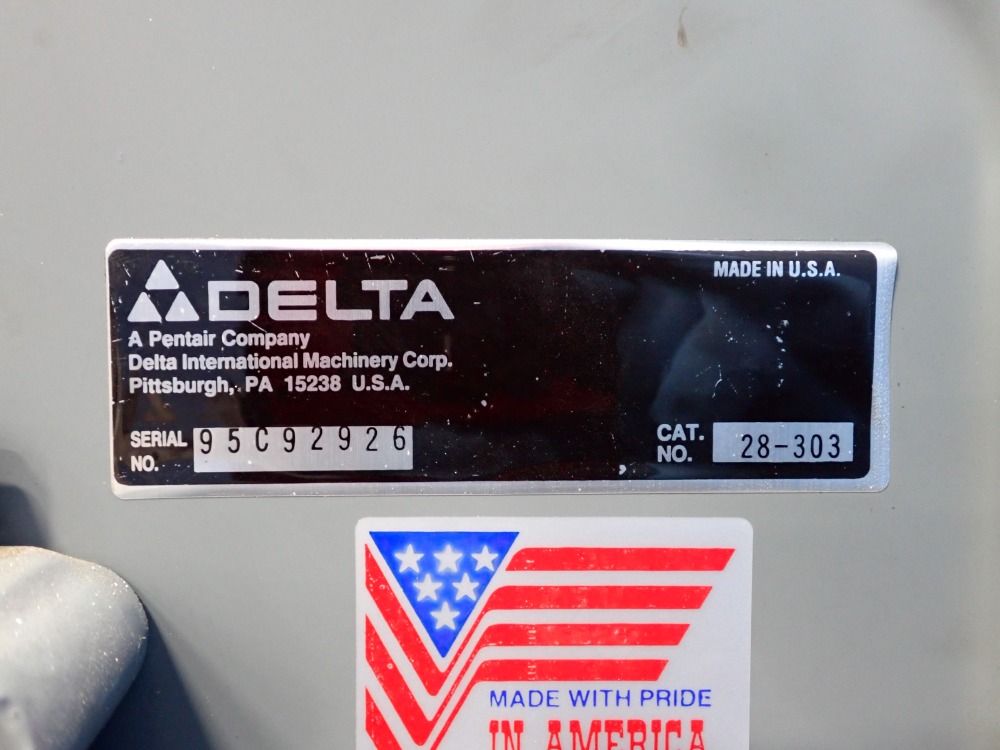 DELTA
MADE IN U.S.A.
A Pentair Company
Delta International Machinery Corp.
Pittsburgh, PA 15238 U.S.A.
SERIAL NO. 95C92926
CAT. NO. 28-303
MADE WITH PRIDE
IN AMERICA